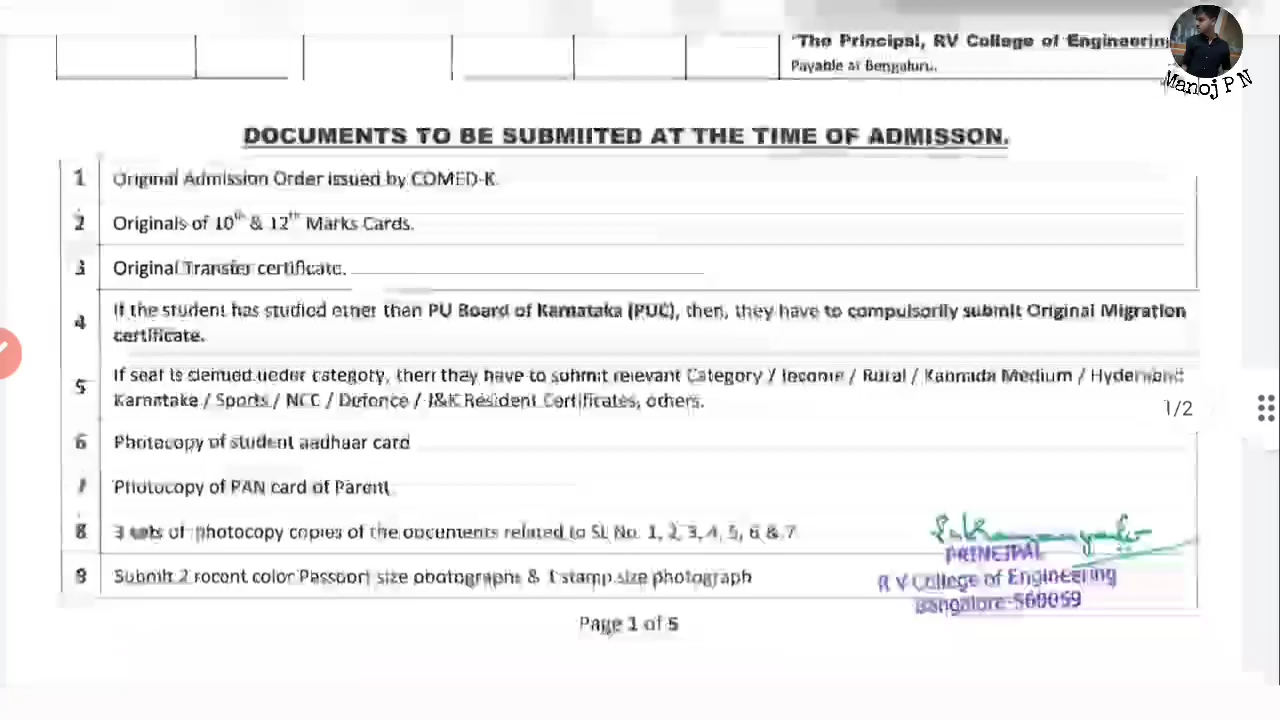 "The Principal, RV College of Engineering
Payable at Bengaluru.
Manoj P N
DOCUMENTS TO BE SUBMIITED AT THE TIME OF ADMISSON.
1 Original Admission Order issued by COMED-K.
2 Originals of 10th & 12th Marks Cards.
3 Original Transfer certificate.
4 If the student has studied other than PU Board of Karnataka (PUC), then, they have to compulsorily submit Original Migration
certificate.
5 If seat is claimed under category, then they have to submit relevant Category / Income / Rural / Kannada Medium / Hyderabad
Karnataka / Sports / NCC / Defence / J&K Resident Certificates, others.
1/2
6 Photocopy of student aadhaar card
7 Photocopy of PAN card of Parent
8 3 sets of photocopy copies of the documents related to Sl. No. 1, 2, 3, 4, 5, 6 & 7
9 Submit 2 recent color Passport size photographs & 1 stamp size photograph
PRINCIPAL
R V College of Engineering
Bangalore-560059
Page 1 of 5